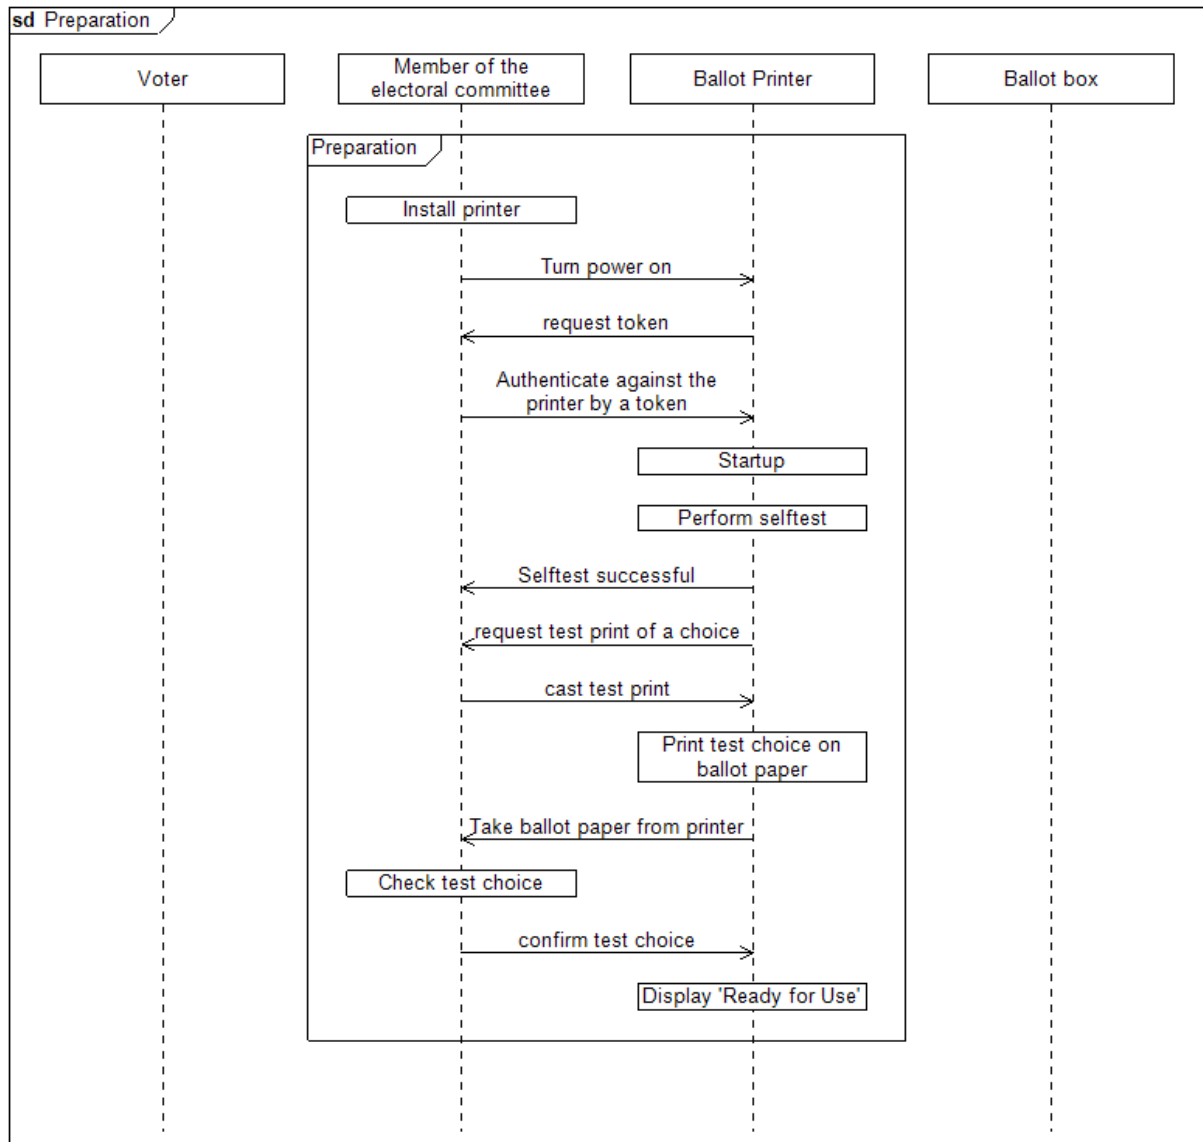 sd Preparation
Voter
Member of the
electoral committee
Ballot Printer
Ballot box
Preparation
Install printer
Turn power on
request token
Authenticate against the
printer by a token
Startup
Perform selftest
Selftest successful
request test print of a choice
cast test print
Print test choice on
ballot paper
Take ballot paper from printer
Check test choice
confirm test choice
Display 'Ready for Use'